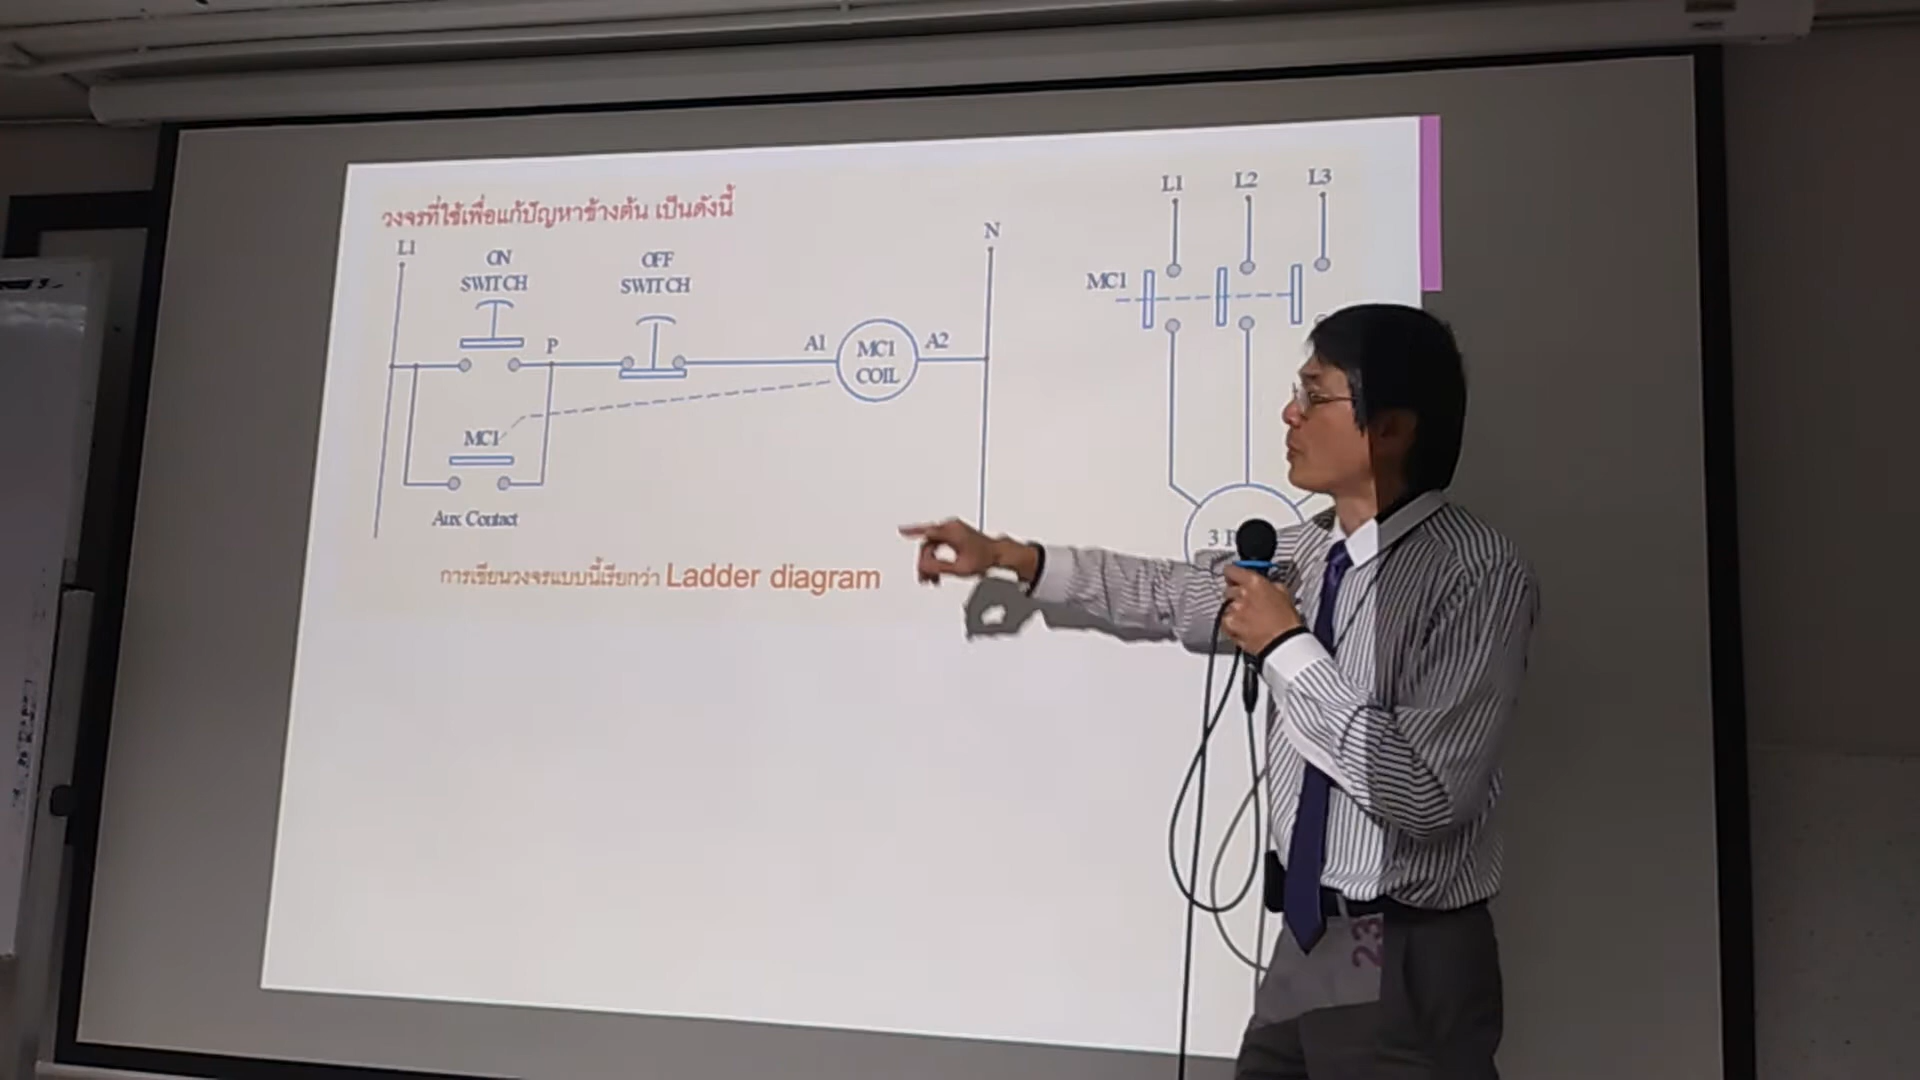 วงจรที่ใช้เพื่อแก้ปัญหาข้างต้น เป็นดังนี้
L1
ON
SWITCH
OFF
SWITCH
N
P
A1
MC1
COIL
A2
MC1
Aux Contact
การเขียนวงจรแบบนี้เรียกว่า Ladder diagram
L1
L2
L3
MC1
3
23